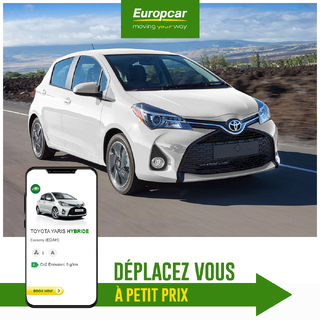 Europcar
moving your way
TOYOTA YARIS HYBRIDE
DÉPLACEZ VOUS
À PETIT PRIX